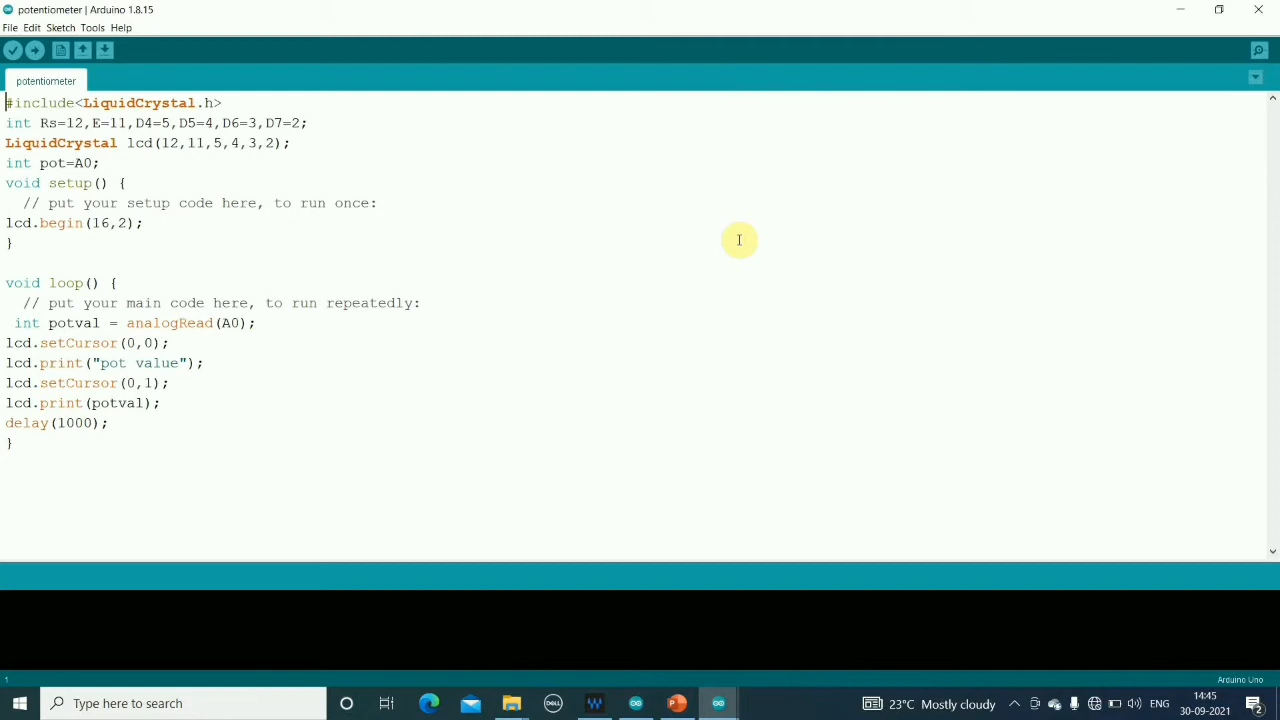 potentiometer | Arduino 1.8.15
File Edit Sketch Tools Help
potentiometer
#include<LiquidCrystal.h>
int Rs=12,E=11,D4=5,D5=4,D6=3,D7=2;
LiquidCrystal lcd(12,11,5,4,3,2);
int pot=A0;
void setup() {
// put your setup code here, to run once:
lcd.begin(16,2);
}
void loop() {
// put your main code here, to run repeatedly:
int potval = analogRead(A0);
lcd.setCursor(0,0);
lcd.print("pot value");
lcd.setCursor(0,1);
lcd.print(potval);
delay(1000);
}
1
Arduino Uno
Type here to search
DELL
W
P
23°C Mostly cloudy
ENG
14:45
30-09-2021
2